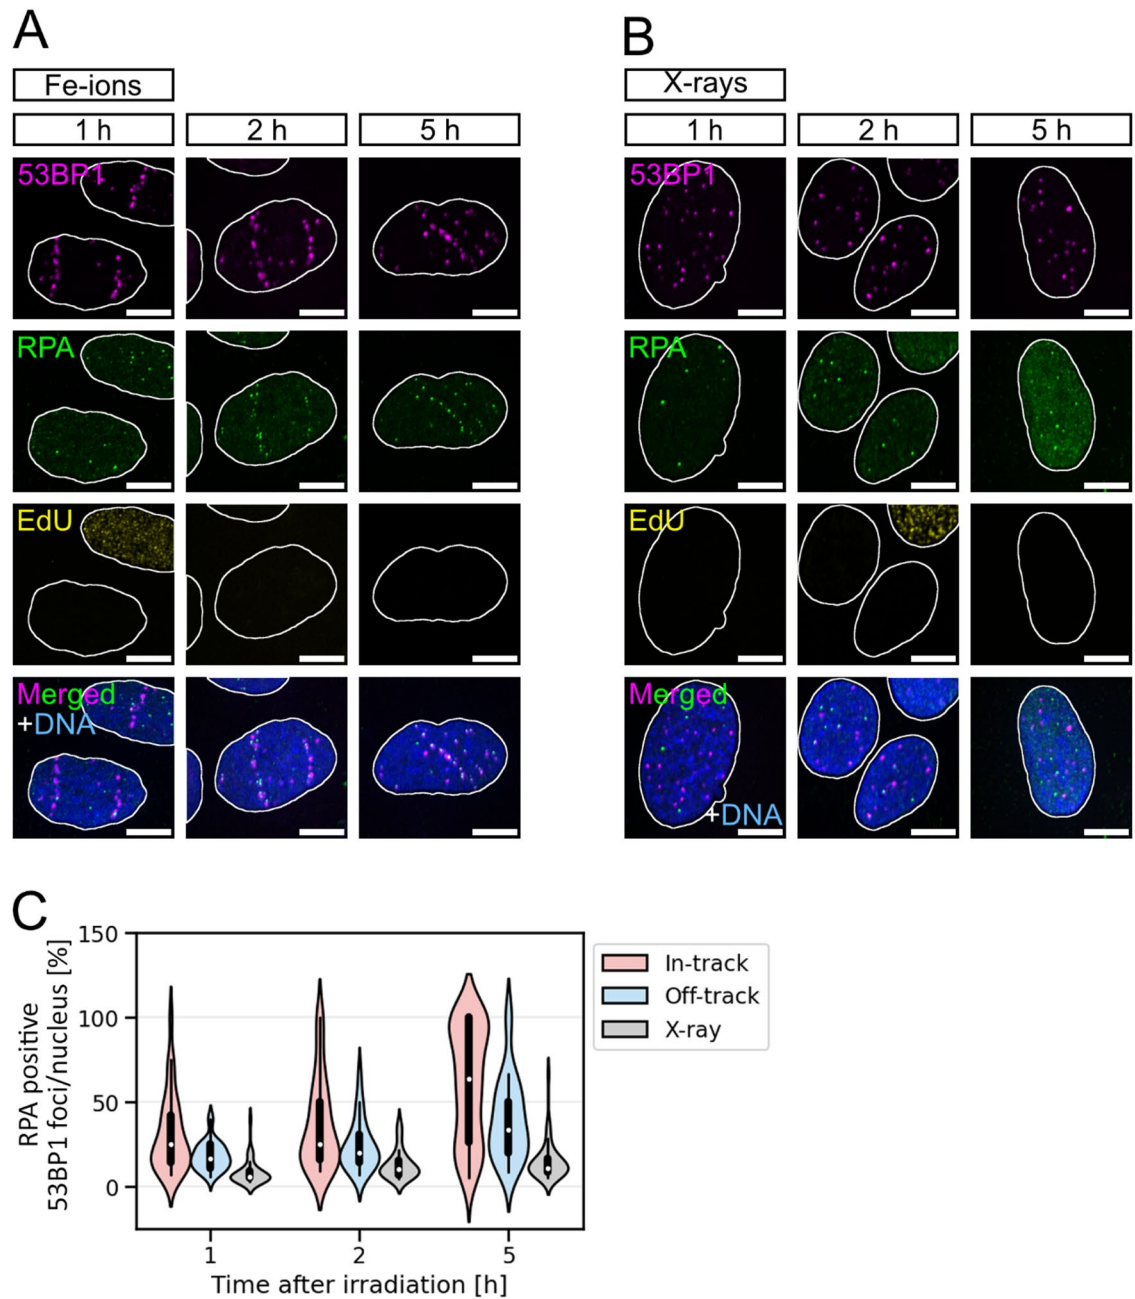 A
Fe-ions
1 h
2 h
5 h
53BP1
RPA
EdU
Merged
+DNA
B
X-rays
1 h
2 h
5 h
53BP1
RPA
EdU
Merged
+DNA
C
RPA positive
53BP1 foci/nucleus [%]
150
100
50
0
1
2
5
Time after irradiation [h]
In-track
Off-track
X-ray